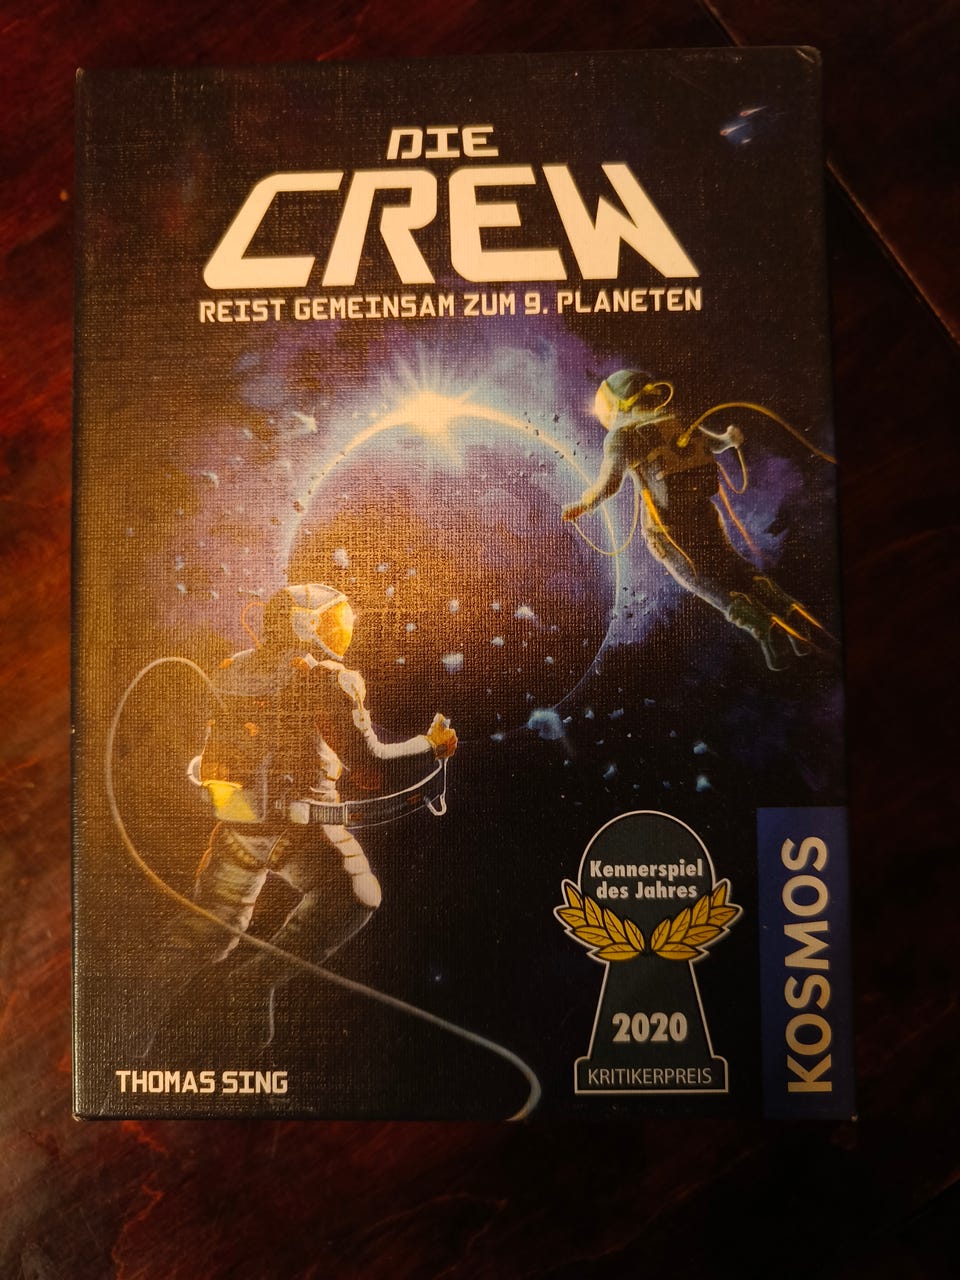 DIE
CREW
REIST GEMEINSAM ZUM 9. PLANETEN
Kennerspiel
des Jahres
2020
KRITIKERPREIS
KOSMOS
THOMAS SING